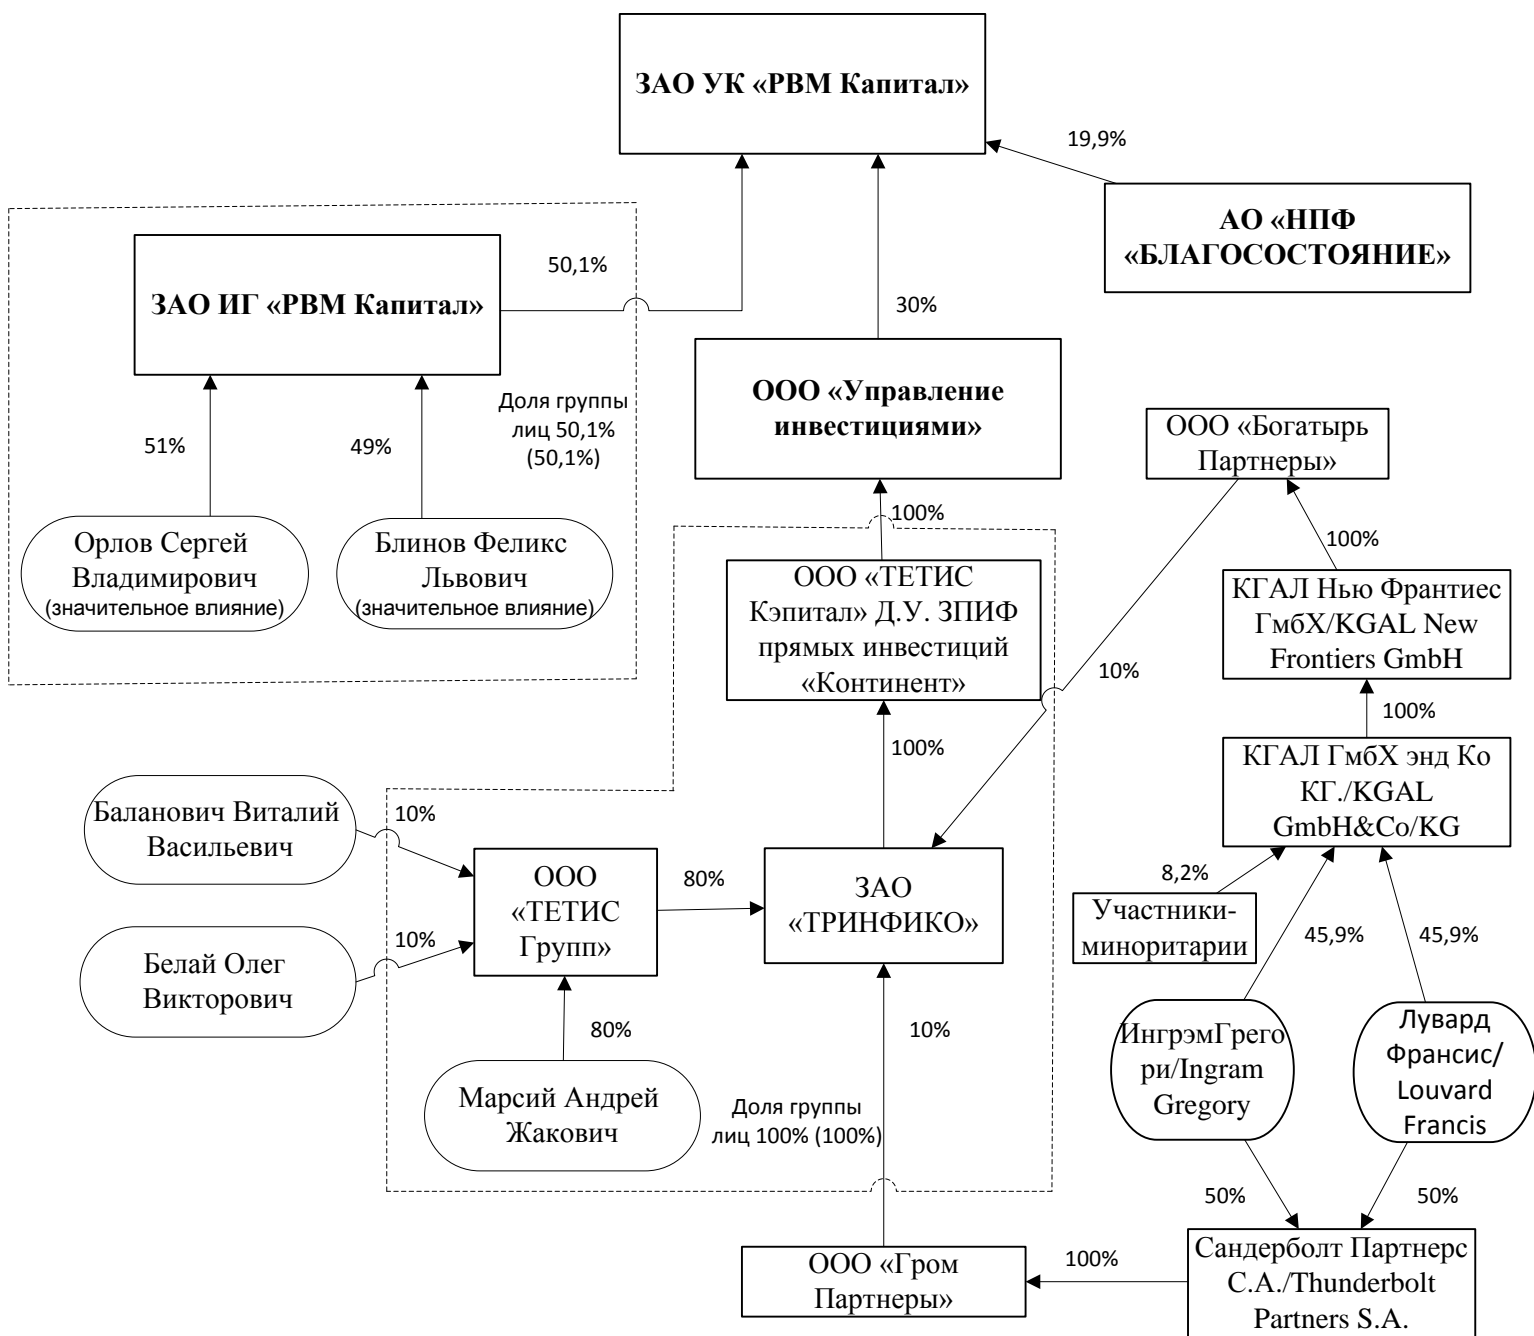 ЗАО УК «РВМ Капитал»
19,9%
АО «НПФ
«БЛАГОСОСТОЯНИЕ»
50,1%
ЗАО ИГ «РВМ Капитал»
30%
ООО «Управление
инвестициями»
Доля группы
лиц 50,1%
(50,1%)
51%
49%
Орлов Сергей
Владимирович
(значительное влияние)
Блинов Феликс
Львович
(значительное влияние)
100%
ООО «ТЕТИС
Кэпитал» Д.У. ЗПИФ
прямых инвестиций
«Континент»
ООО «Богатырь
Партнеры»
100%
КГАЛ Нью Франтиес
ГмбХ/KGAL New
Frontiers GmbH
10%
100%
100%
КГАЛ ГмбХ энд Ко
КГ./KGAL
GmbH&Co/KG
Баланович Виталий
Васильевич
10%
ООО
«ТЕТИС
Групп»
80%
ЗАО
«ТРИНФИКО»
8,2%
Участники-
миноритарии
45,9%
45,9%
Белай Олег
Викторович
10%
80%
10%
Марсий Андрей
Жакович
Доля группы
лиц 100% (100%)
ИнгрэмГрего
ри/Ingram
Gregory
Лувард
Франсис/
Louvard
Francis
50%
50%
ООО «Гром
Партнеры»
100%
Сандерболт Партнерс
С.А./Thunderbolt
Partners S.A.